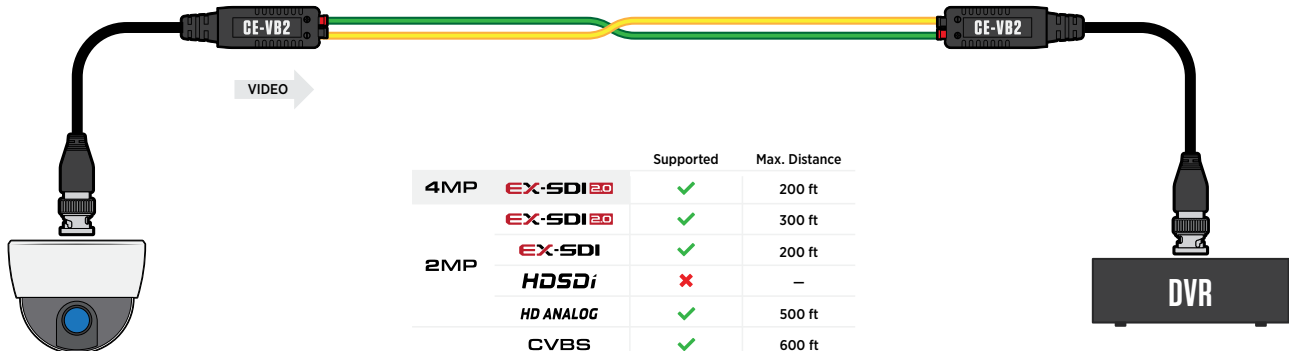 CE-VB2
CE-VB2
VIDEO
Supported Max. Distance
4MP EX-SDI 2.0 ✓ 200 ft
EX-SDI 2.0 ✓ 300 ft
2MP EX-SDI ✓ 200 ft
HDSDi ✖ –
HD ANALOG ✓ 500 ft
CVBS ✓ 600 ft
DVR